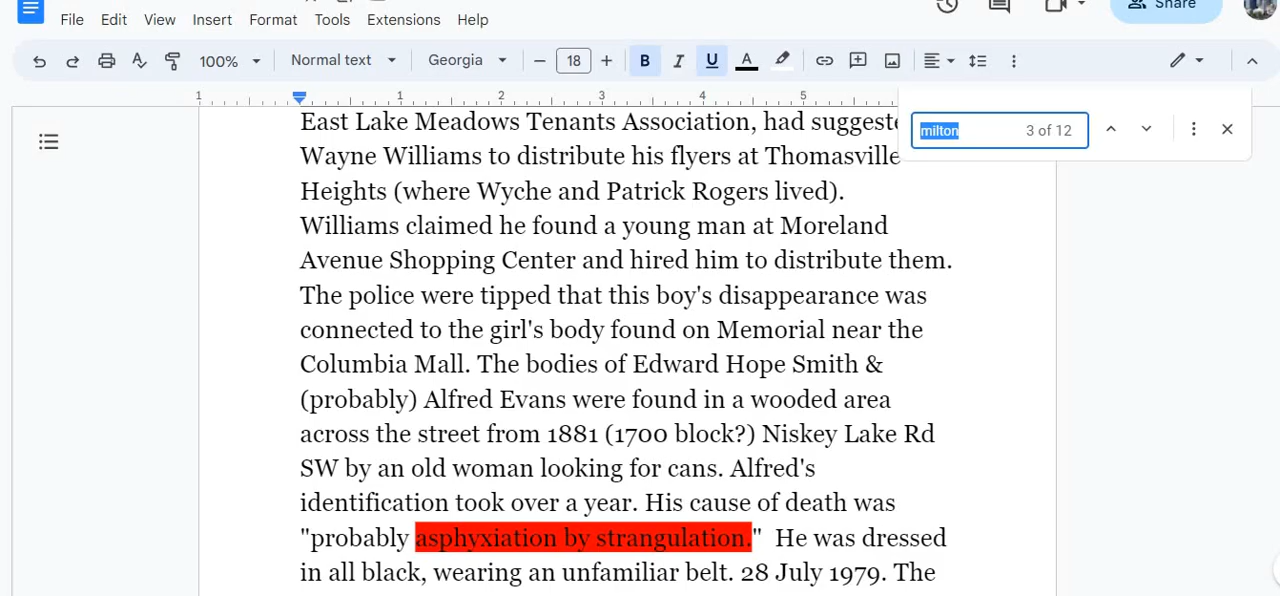 File Edit View Insert Format Tools Extensions Help
Share
100% Normal text Georgia − 18 + B I U A
1 1 2 3 4 5
milton 3 of 12
East Lake Meadows Tenants Association, had suggeste
Wayne Williams to distribute his flyers at Thomasville
Heights (where Wyche and Patrick Rogers lived).
Williams claimed he found a young man at Moreland
Avenue Shopping Center and hired him to distribute them.
The police were tipped that this boy's disappearance was
connected to the girl's body found on Memorial near the
Columbia Mall. The bodies of Edward Hope Smith &
(probably) Alfred Evans were found in a wooded area
across the street from 1881 (1700 block?) Niskey Lake Rd
SW by an old woman looking for cans. Alfred's
identification took over a year. His cause of death was
"probably asphyxiation by strangulation."  He was dressed
in all black, wearing an unfamiliar belt. 28 July 1979. The